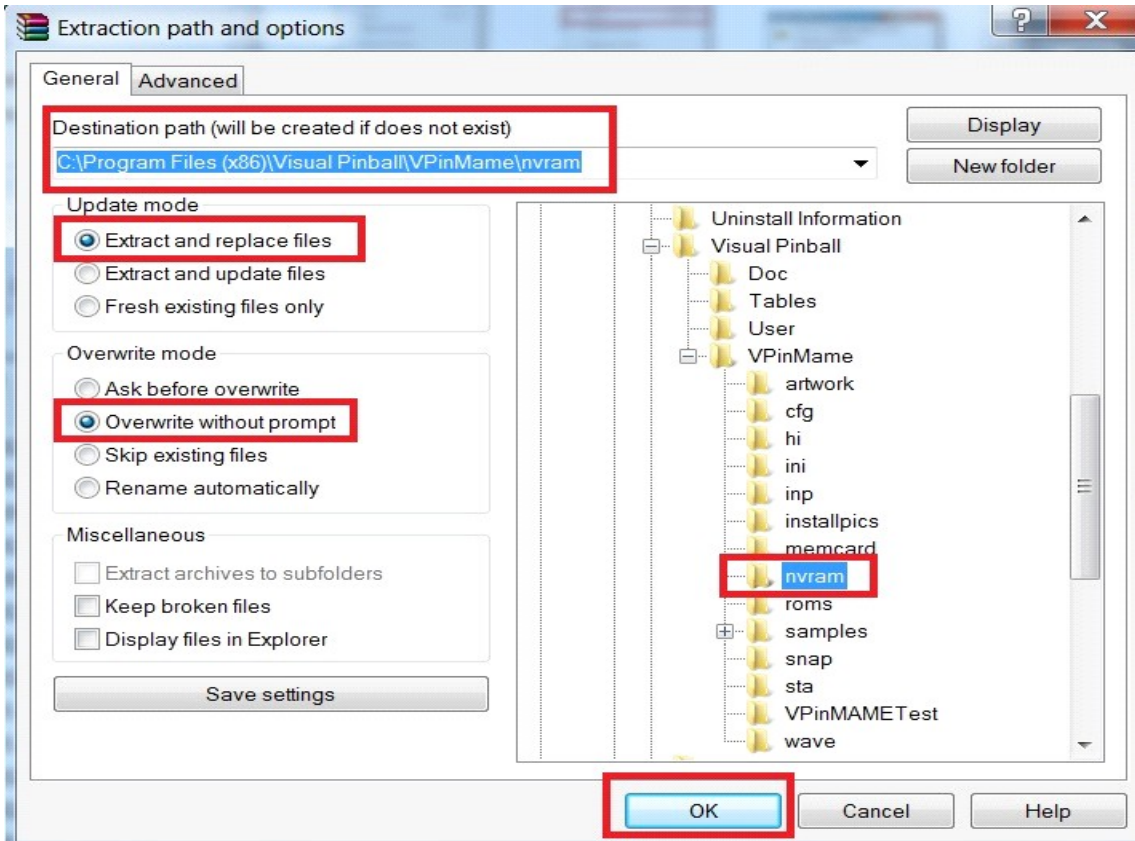 Extraction path and options
General
Advanced
Destination path (will be created if does not exist)
C:\Program Files (x86)\Visual Pinball\VPinMame\nvram
Display
New folder
Update mode
Extract and replace files
Extract and update files
Fresh existing files only
Overwrite mode
Ask before overwrite
Overwrite without prompt
Skip existing files
Rename automatically
Miscellaneous
Extract archives to subfolders
Keep broken files
Display files in Explorer
Save settings
Uninstall Information
Visual Pinball
Doc
Tables
User
VPinMame
artwork
cfg
hi
ini
inp
installpics
memcard
nvram
roms
samples
snap
sta
VPinMAMETest
wave
OK
Cancel
Help